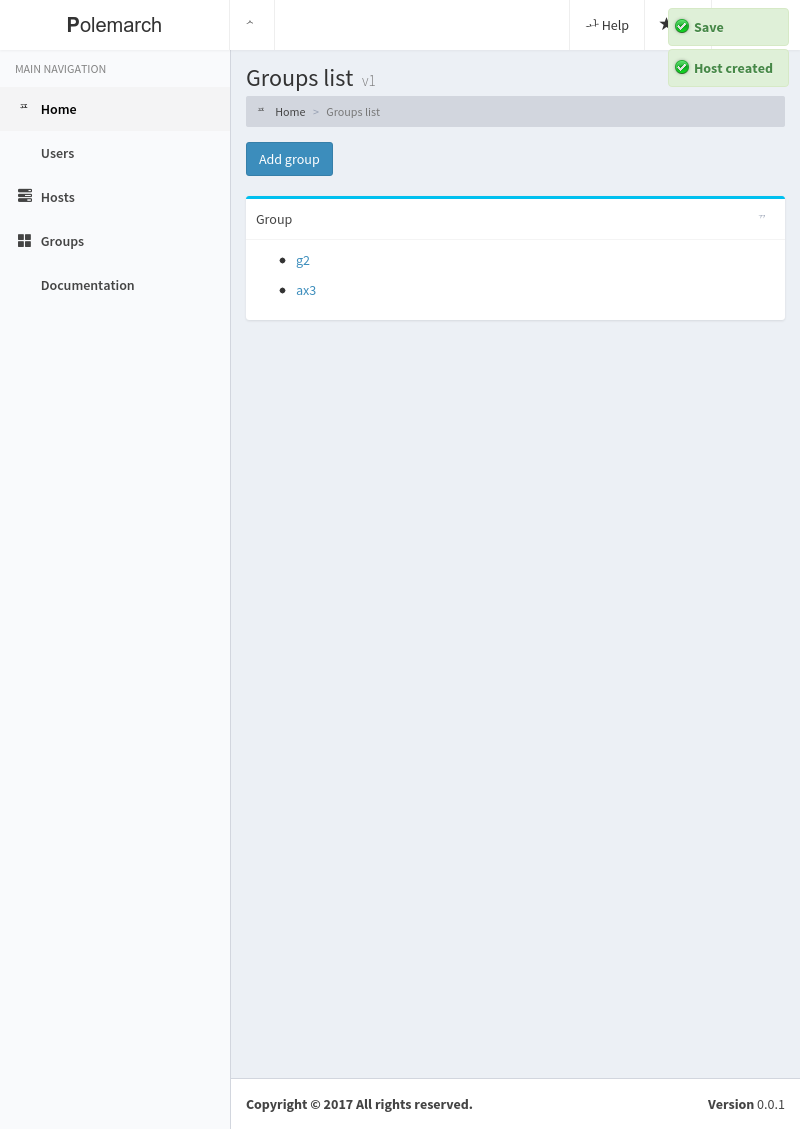 Polemarch
Help
Save
Host created
MAIN NAVIGATION
Home
Users
Hosts
Groups
Documentation
Groups list v1
Home > Groups list
Add group
Group
g2
ax3
Copyright © 2017 All rights reserved.
Version 0.0.1